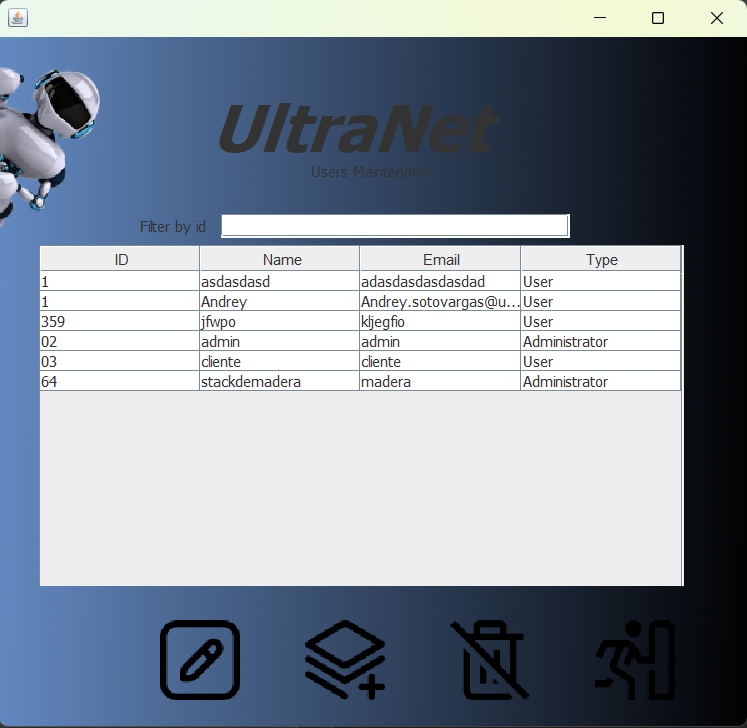 UltraNet
Users Maintenance
Filter by id
ID Name Email Type
1 asdasdasd adasdasdasdasdad User
1 Andrey Andrey.sotovargas@u... User
359 jfwpo kljegfio User
02 admin admin Administrator
03 cliente cliente User
64 stackdemadera madera Administrator